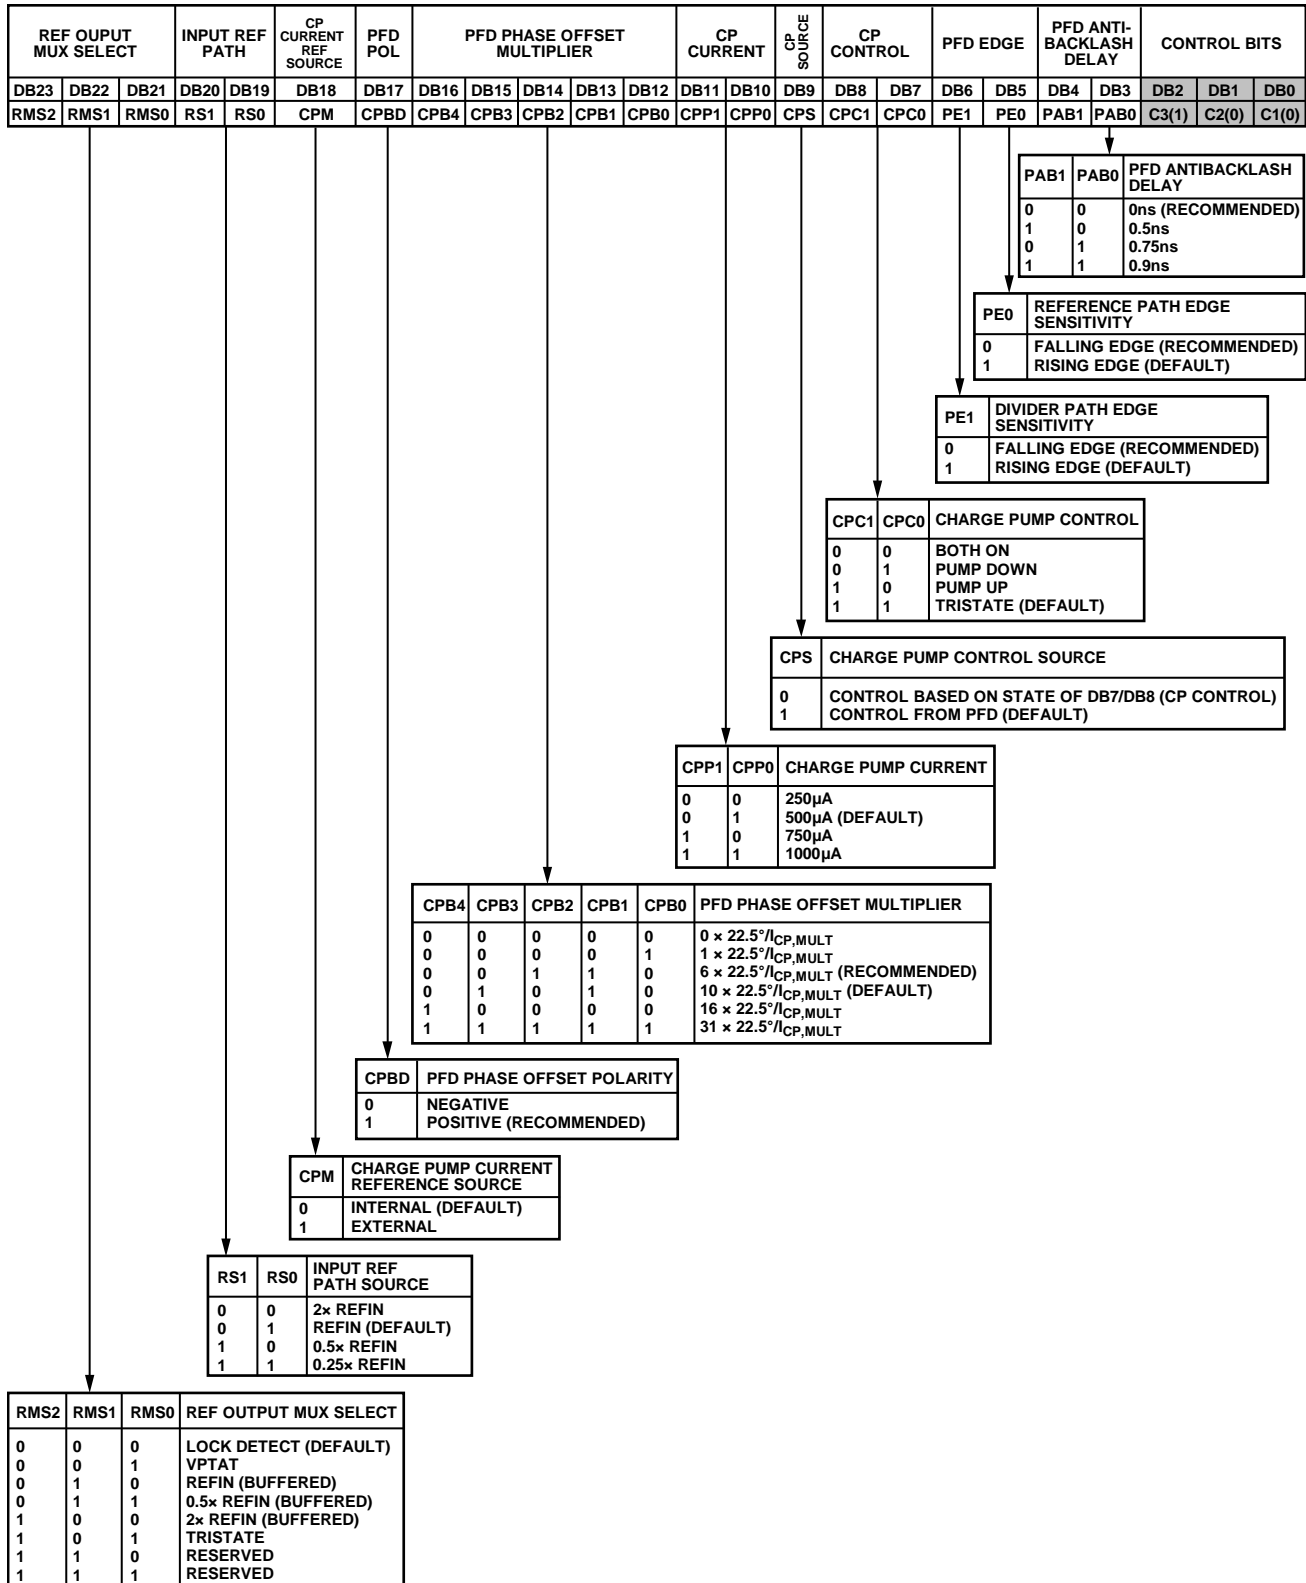 REF OUPUT MUX SELECT | INPUT REF PATH | CP CURRENT REF SOURCE | PFD POL | PFD PHASE OFFSET MULTIPLIER | CP CURRENT | CP SOURCE | CP CONTROL | PFD EDGE | PFD ANTI-BACKLASH DELAY | CONTROL BITS
DB23 DB22 DB21 DB20 DB19 DB18 DB17 DB16 DB15 DB14 DB13 DB12 DB11 DB10 DB9 DB8 DB7 DB6 DB5 DB4 DB3 DB2 DB1 DB0
RMS2 RMS1 RMS0 RS1 RS0 CPM CPBD CPB4 CPB3 CPB2 CPB1 CPB0 CPP1 CPP0 CPS CPC1 CPC0 PE1 PE0 PAB1 PAB0 C3(1) C2(0) C1(0)
PAB1 PAB0 PFD ANTIBACKLASH DELAY
0 0 0ns (RECOMMENDED)
1 0 0.5ns
0 1 0.75ns
1 1 0.9ns
PE0 REFERENCE PATH EDGE SENSITIVITY
0 FALLING EDGE (RECOMMENDED)
1 RISING EDGE (DEFAULT)
PE1 DIVIDER PATH EDGE SENSITIVITY
0 FALLING EDGE (RECOMMENDED)
1 RISING EDGE (DEFAULT)
CPC1 CPC0 CHARGE PUMP CONTROL
0 0 BOTH ON
0 1 PUMP DOWN
1 0 PUMP UP
1 1 TRISTATE (DEFAULT)
CPS CHARGE PUMP CONTROL SOURCE
0 CONTROL BASED ON STATE OF DB7/DB8 (CP CONTROL)
1 CONTROL FROM PFD (DEFAULT)
CPP1 CPP0 CHARGE PUMP CURRENT
0 0 250µA
0 1 500µA (DEFAULT)
1 0 750µA
1 1 1000µA
CPB4 CPB3 CPB2 CPB1 CPB0 PFD PHASE OFFSET MULTIPLIER
0 0 0 0 0 0 × 22.5°/ICP,MULT
0 0 0 0 1 1 × 22.5°/ICP,MULT
0 0 1 1 0 6 × 22.5°/ICP,MULT (RECOMMENDED)
0 1 0 1 0 10 × 22.5°/ICP,MULT (DEFAULT)
1 0 0 0 0 16 × 22.5°/ICP,MULT
1 1 1 1 1 31 × 22.5°/ICP,MULT
CPBD PFD PHASE OFFSET POLARITY
0 NEGATIVE
1 POSITIVE (RECOMMENDED)
CPM CHARGE PUMP CURRENT REFERENCE SOURCE
0 INTERNAL (DEFAULT)
1 EXTERNAL
RS1 RS0 INPUT REF PATH SOURCE
0 0 2× REFIN
0 1 REFIN (DEFAULT)
1 0 0.5× REFIN
1 1 0.25× REFIN
RMS2 RMS1 RMS0 REF OUTPUT MUX SELECT
0 0 0 LOCK DETECT (DEFAULT)
0 0 1 VPTAT
0 1 0 REFIN (BUFFERED)
0 1 1 0.5× REFIN (BUFFERED)
1 0 0 2× REFIN (BUFFERED)
1 0 1 TRISTATE
1 1 0 RESERVED
1 1 1 RESERVED